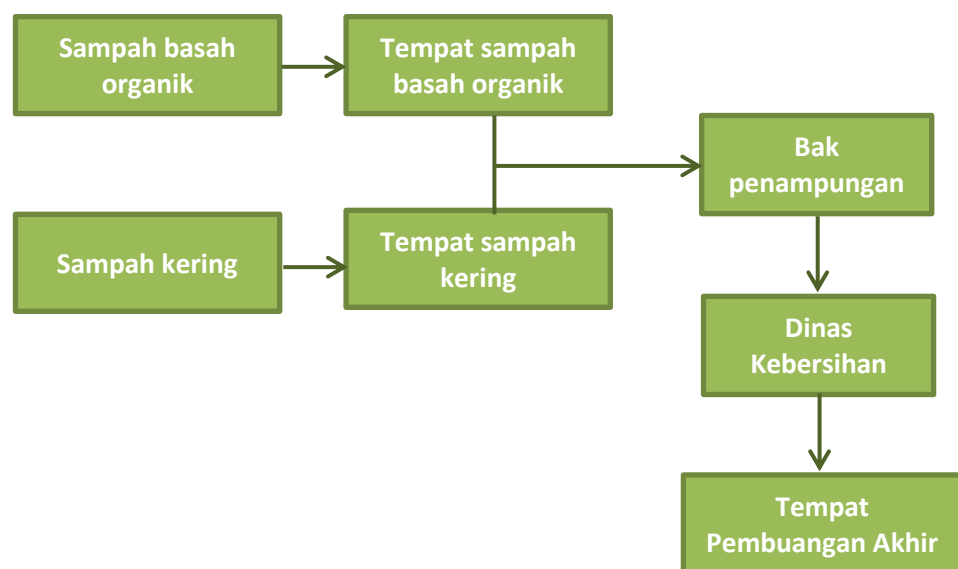 Sampah basah
organik
Tempat sampah
basah organik
Bak
penampungan
Sampah kering
Tempat sampah
kering
Dinas
Kebersihan
Tempat
Pembuangan Akhir